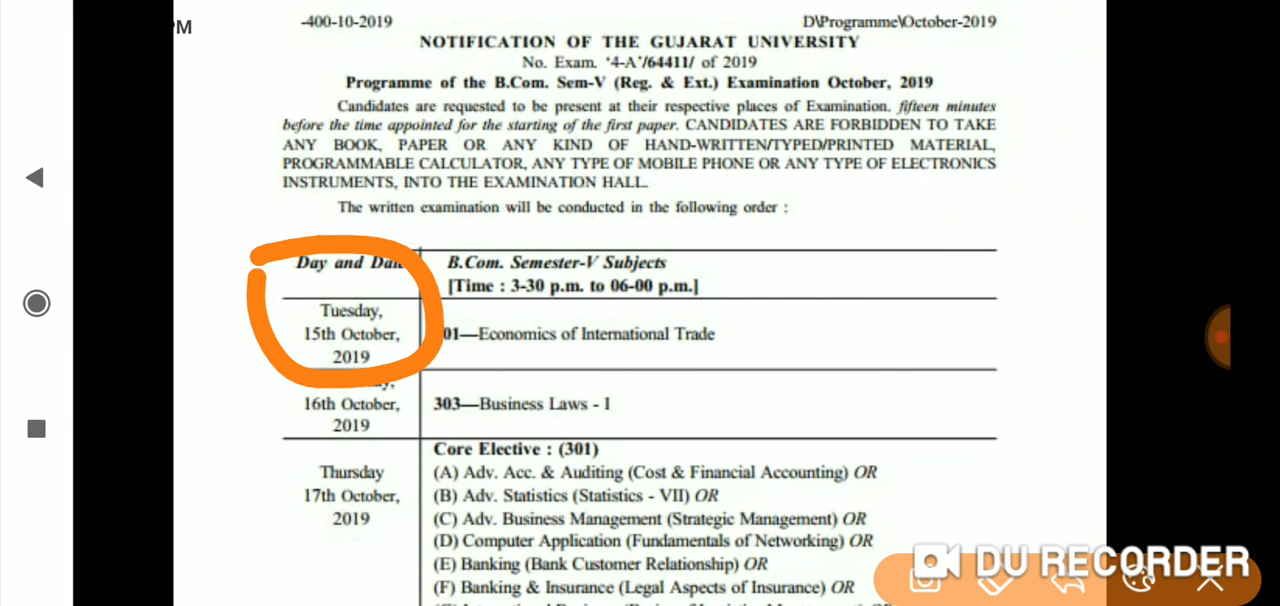 PM
-400-10-2019 D\Programme\October-2019
NOTIFICATION OF THE GUJARAT UNIVERSITY
No. Exam. '4-A'/64411/ of 2019
Programme of the B.Com. Sem-V (Reg. & Ext.) Examination October, 2019
Candidates are requested to be present at their respective places of Examination, fifteen minutes
before the time appointed for the starting of the first paper. CANDIDATES ARE FORBIDDEN TO TAKE
ANY BOOK, PAPER OR ANY KIND OF HAND-WRITTEN/TYPED/PRINTED MATERIAL,
PROGRAMMABLE CALCULATOR, ANY TYPE OF MOBILE PHONE OR ANY TYPE OF ELECTRONICS
INSTRUMENTS, INTO THE EXAMINATION HALL.
The written examination will be conducted in the following order :
Day and Dat B.Com. Semester-V Subjects
[Time : 3-30 p.m. to 06-00 p.m.]
Tuesday,
15th October, 01—Economics of International Trade
2019
16th October, 303—Business Laws - I
2019
Core Elective : (301)
Thursday (A) Adv. Acc. & Auditing (Cost & Financial Accounting) OR
17th October, (B) Adv. Statistics (Statistics - VII) OR
2019 (C) Adv. Business Management (Strategic Management) OR
(D) Computer Application (Fundamentals of Networking) OR
(E) Banking (Bank Customer Relationship) OR
(F) Banking & Insurance (Legal Aspects of Insurance) OR
DU RECORDER